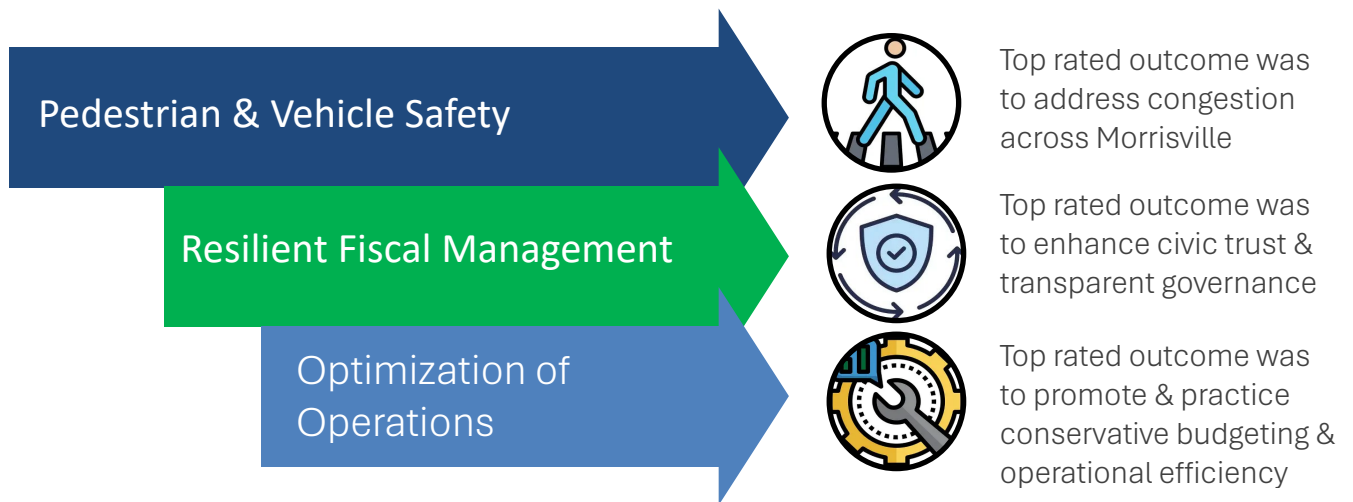 Pedestrian & Vehicle Safety
Top rated outcome was
to address congestion
across Morrisville
Resilient Fiscal Management
Top rated outcome was
to enhance civic trust &
transparent governance
Optimization of
Operations
Top rated outcome was
to promote & practice
conservative budgeting &
operational efficiency